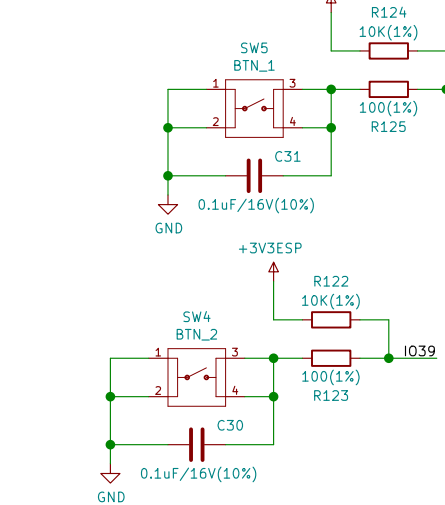 R124
10K(1%)
SW5
BTN_1
1
3
2
4
100(1%)
R125
C31
0.1uF/16V(10%)
GND
+3V3ESP
R122
10K(1%)
SW4
BTN_2
1
3
IO39
2
4
100(1%)
R123
C30
0.1uF/16V(10%)
GND